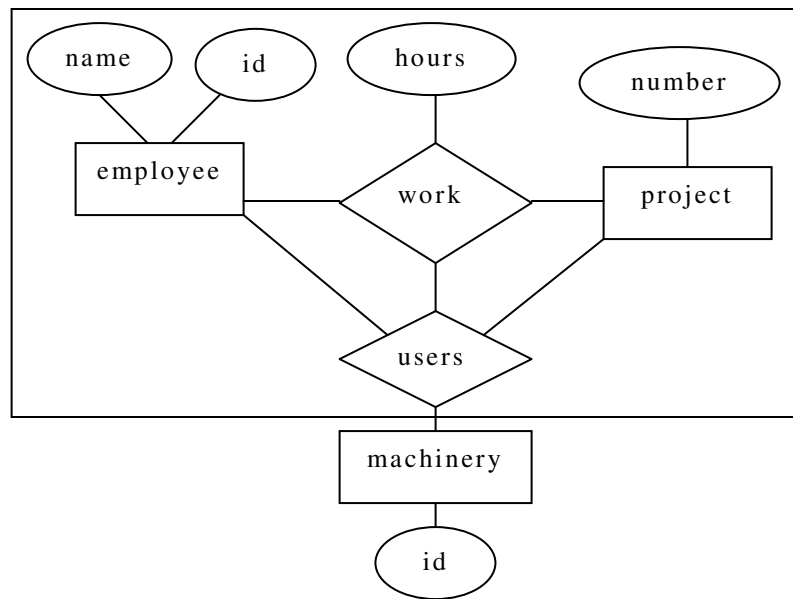 name
id
hours
number
employee
work
project
users
machinery
id